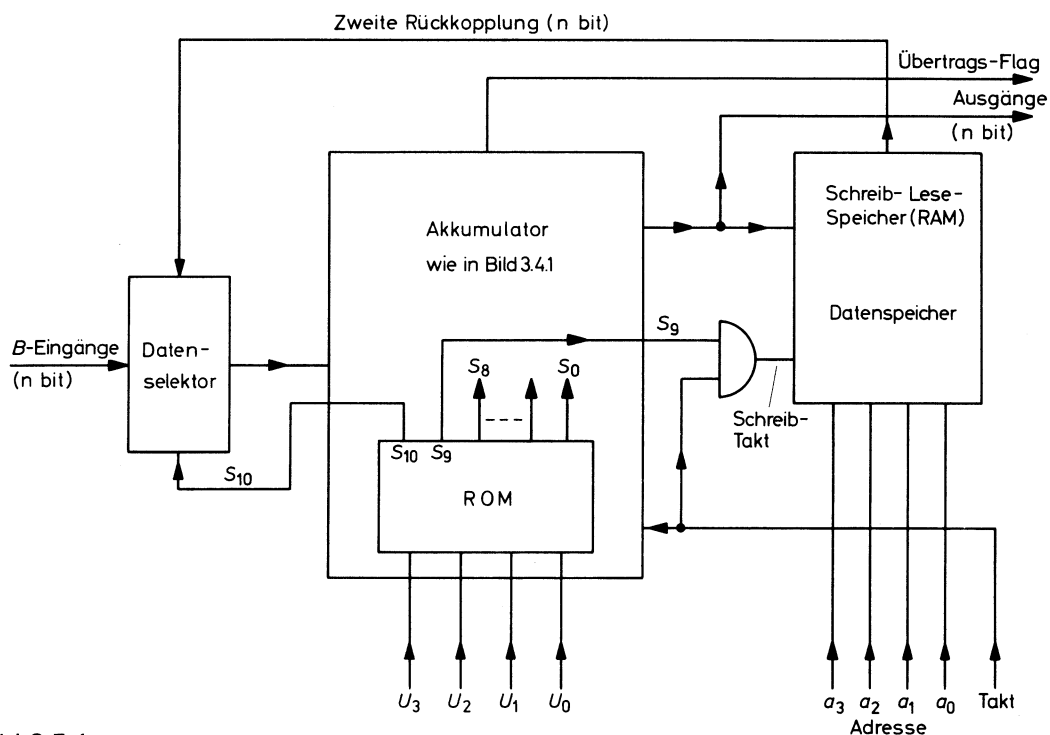 Zweite Rückkopplung (n bit)
Übertrags-Flag
Ausgänge
(n bit)
Akkumulator
wie in Bild 3.4.1
Schreib-Lese-
Speicher (RAM)
Datenspeicher
B-Eingänge
(n bit)
Daten-
selektor
S9
S8
S0
Schreib-
Takt
S10
S10 S9
ROM
U3 U2 U1 U0
a3 a2 a1 a0 Takt
Adresse